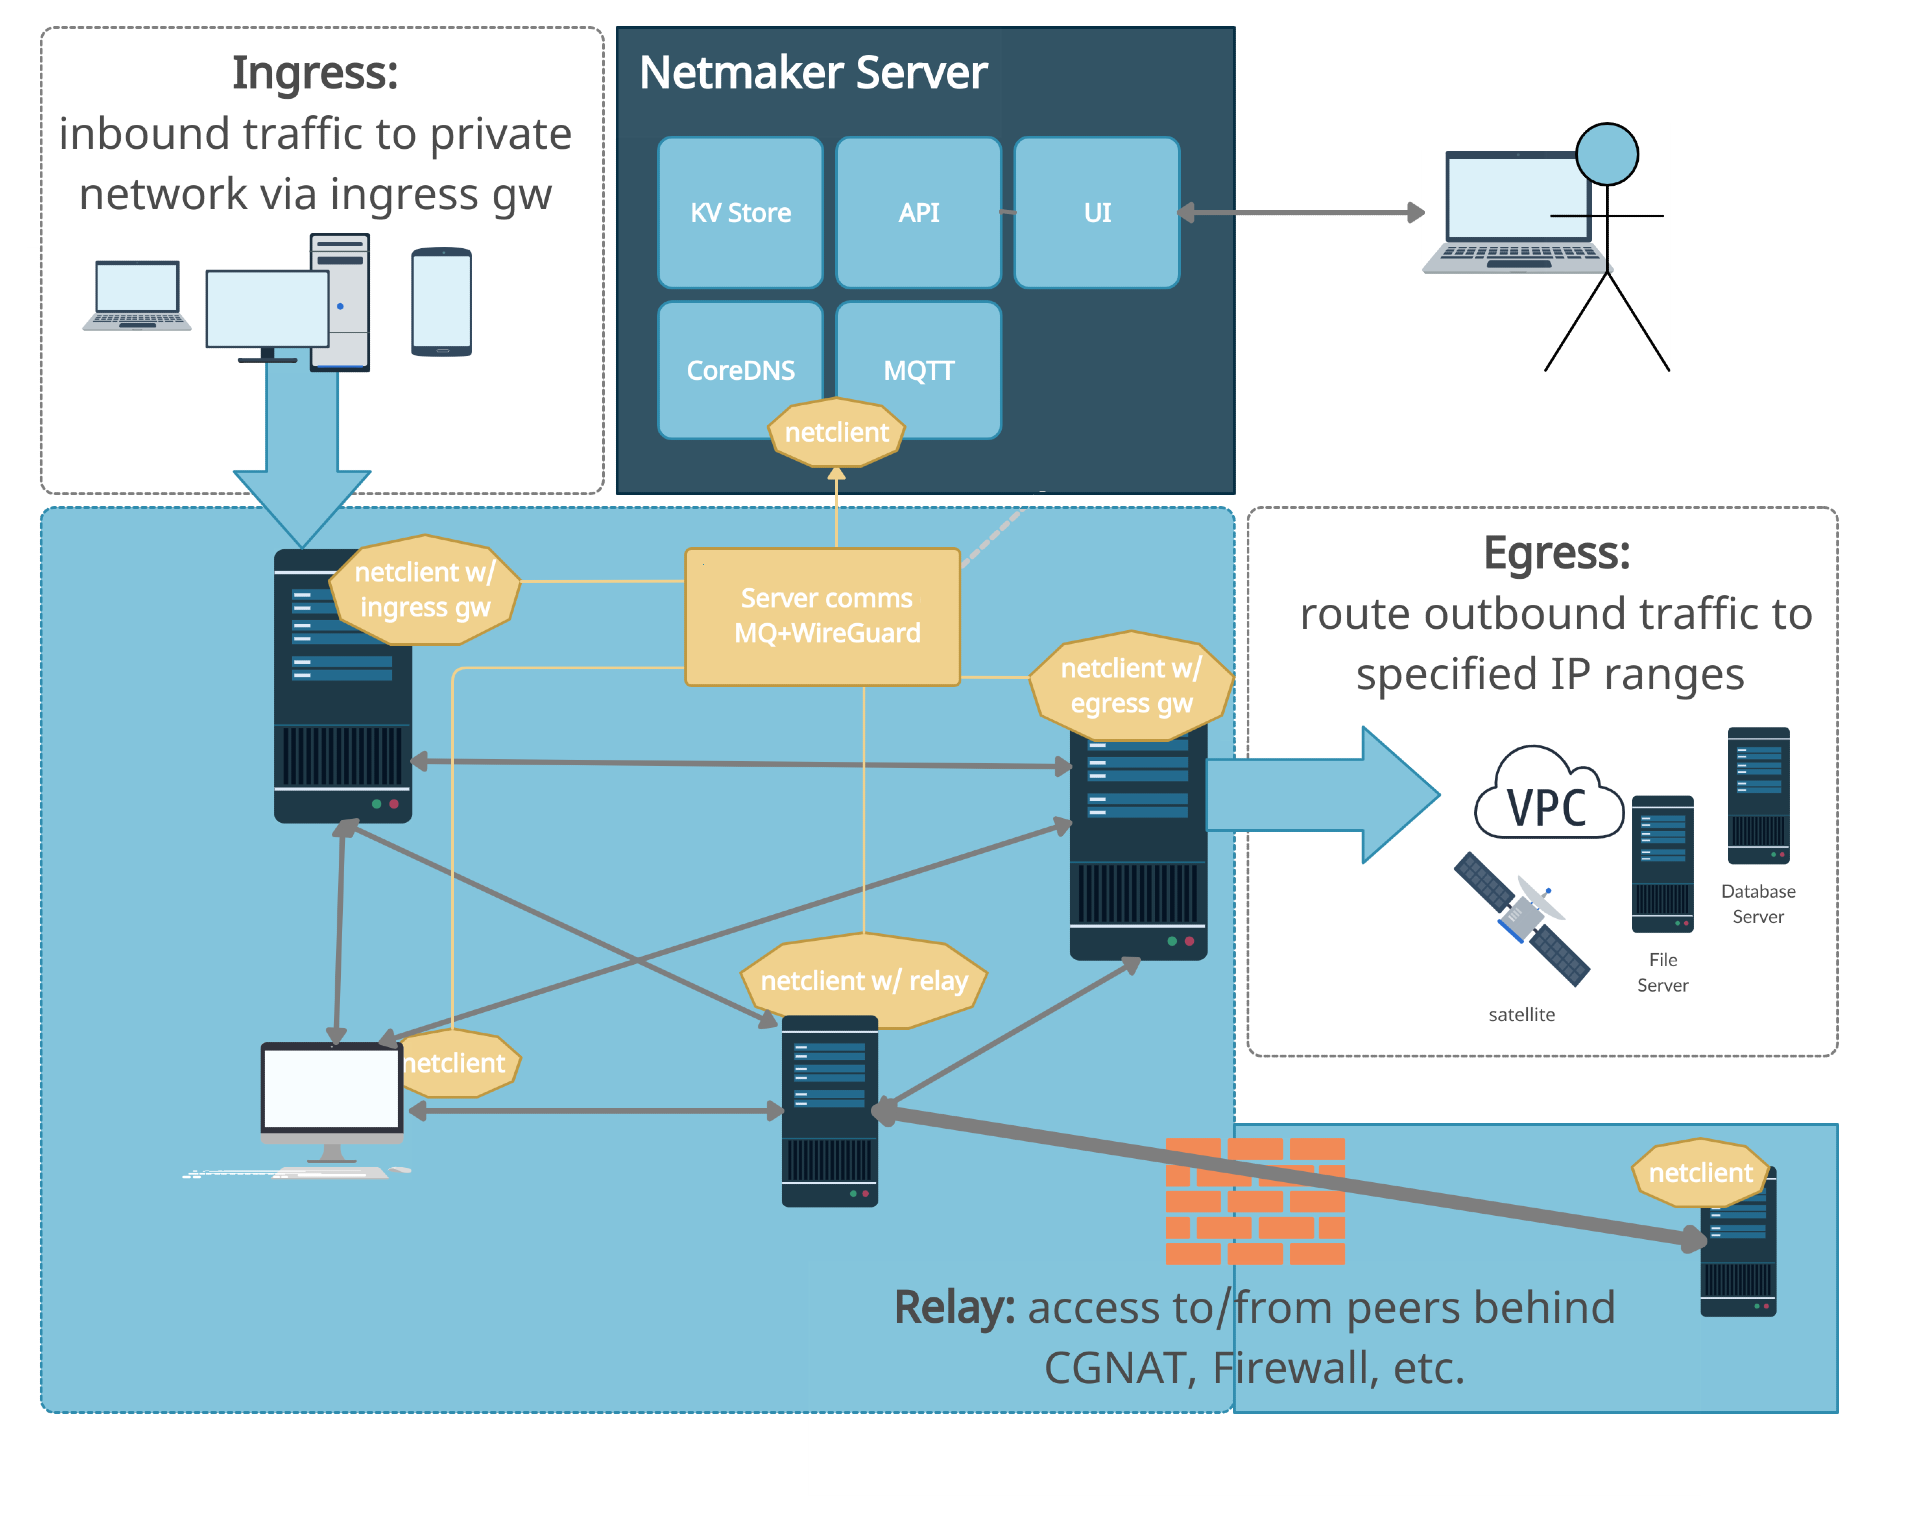 Ingress:
inbound traffic to private
network via ingress gw
Netmaker Server
KV Store
API
UI
CoreDNS
MQTT
netclient
netclient w/
ingress gw
Server comms
MQ+WireGuard
netclient w/
egress gw
Egress:
route outbound traffic to
specified IP ranges
VPC
Database
Server
File
Server
satellite
netclient w/ relay
netclient
netclient
Relay: access to/from peers behind
CGNAT, Firewall, etc.